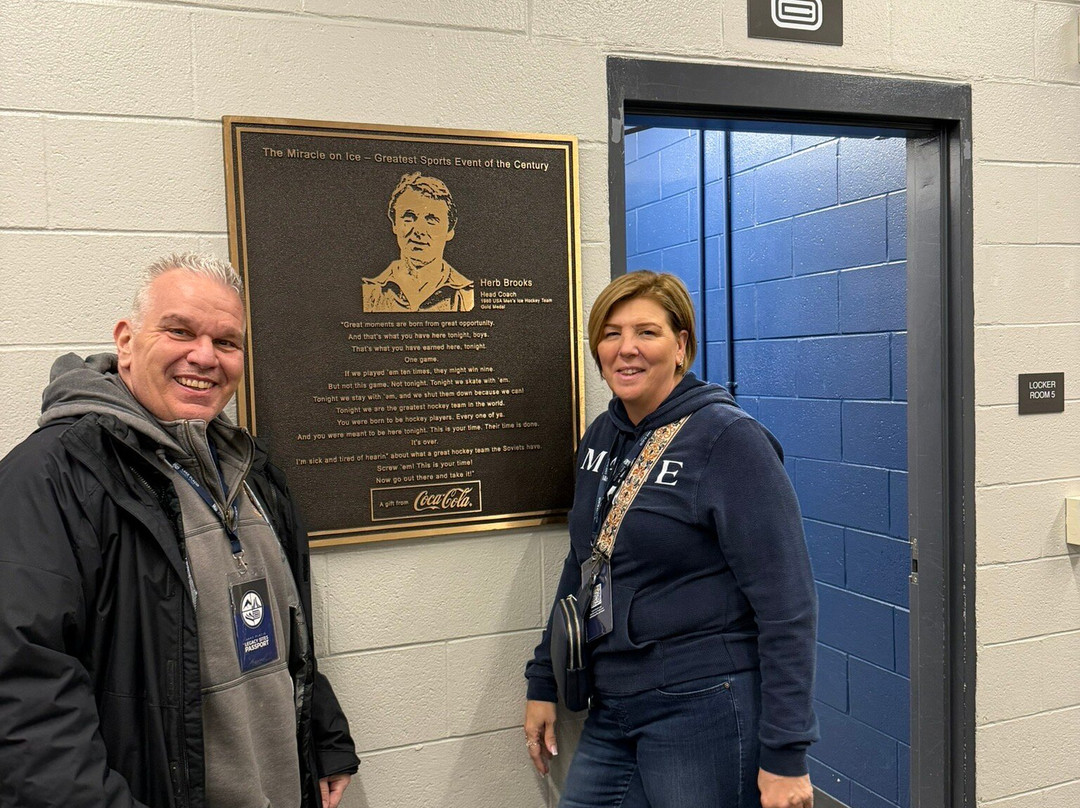 The Miracle on Ice – Greatest Sports Event of the Century
Herb Brooks
Head Coach
1980 USA Men's Ice Hockey Team
Gold Medal
"Great moments are born from great opportunity.
And that's what you have here tonight, boys.
That's what you have earned here, tonight.
One game.
If we played 'em ten times, they might win nine.
But not this game. Not tonight. Tonight we skate with 'em.
Tonight we stay with 'em, and we shut them down because we can!
Tonight we are the greatest hockey team in the world.
You were born to be hockey players. Every one of ya.
And you were meant to be here tonight. This is your time. Their time is done.
It's over.
I'm sick and tired of hearin' about what a great hockey team the Soviets have.
Screw 'em! This is your time!
Now go out there and take it!"
A gift from Coca-Cola
LOCKER
ROOM 5
M E
LEGACY SITES
PASSPORT